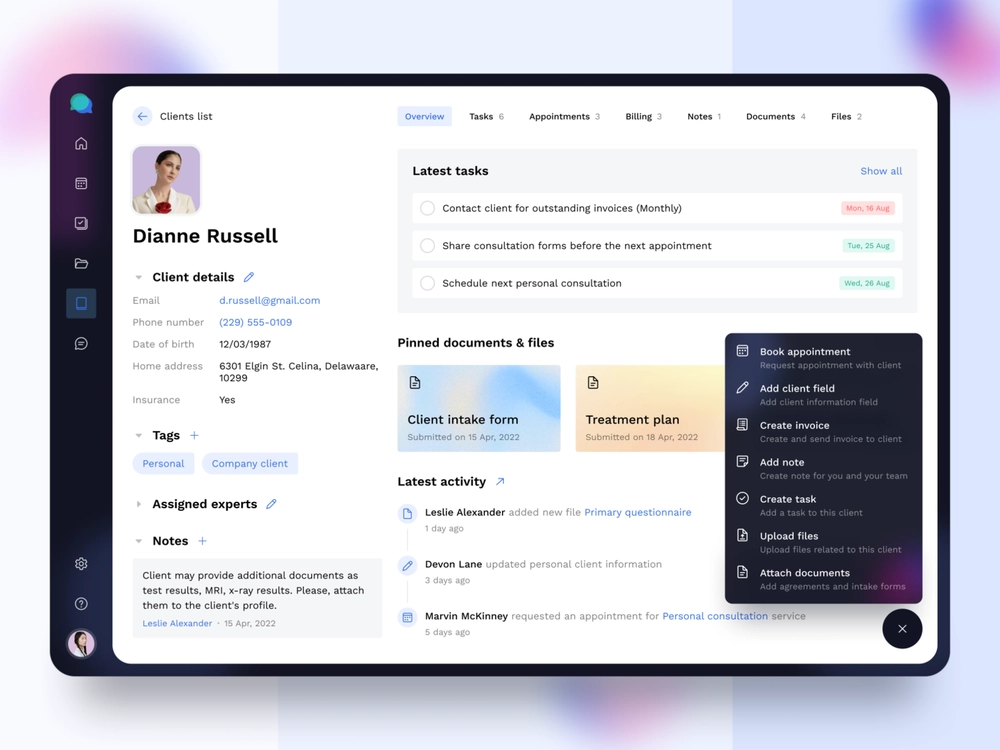 Clients list
Overview
Tasks 6
Appointments 3
Billing 3
Notes 1
Documents 4
Files 2
Dianne Russell
Client details
Email d.russell@gmail.com
Phone number (229) 555-0109
Date of birth 12/03/1987
Home address 6301 Elgin St. Celina, Delawaare,
10299
Insurance Yes
Tags
Personal
Company client
Assigned experts
Notes
Client may provide additional documents as
test results, MRI, x-ray results. Please, attach
them to the client's profile.
Leslie Alexander · 15 Apr, 2022
Latest tasks
Show all
Contact client for outstanding invoices (Monthly)
Mon, 16 Aug
Share consultation forms before the next appointment
Tue, 25 Aug
Schedule next personal consultation
Wed, 26 Aug
Pinned documents & files
Client intake form
Submitted on 15 Apr, 2022
Treatment plan
Submitted on 18 Apr, 2022
Latest activity
Leslie Alexander added new file Primary questionnaire
1 day ago
Devon Lane updated personal client information
3 days ago
Marvin McKinney requested an appointment for Personal consultation service
5 days ago
Book appointment
Request appointment with client
Add client field
Add client information field
Create invoice
Create and send invoice to client
Add note
Create note for you and your team
Create task
Add a task to this client
Upload files
Upload files related to this client
Attach documents
Add agreements and intake forms